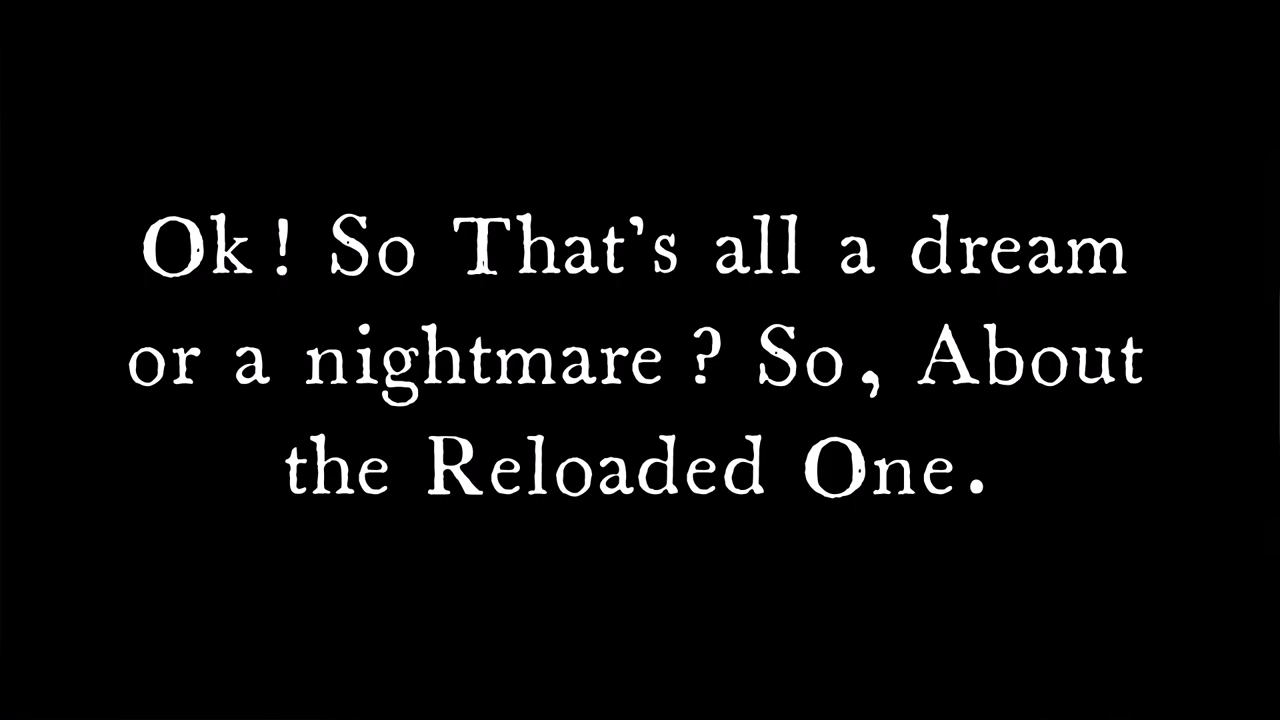 Ok! So That's all a dream
or a nightmare? So, About
the Reloaded One.